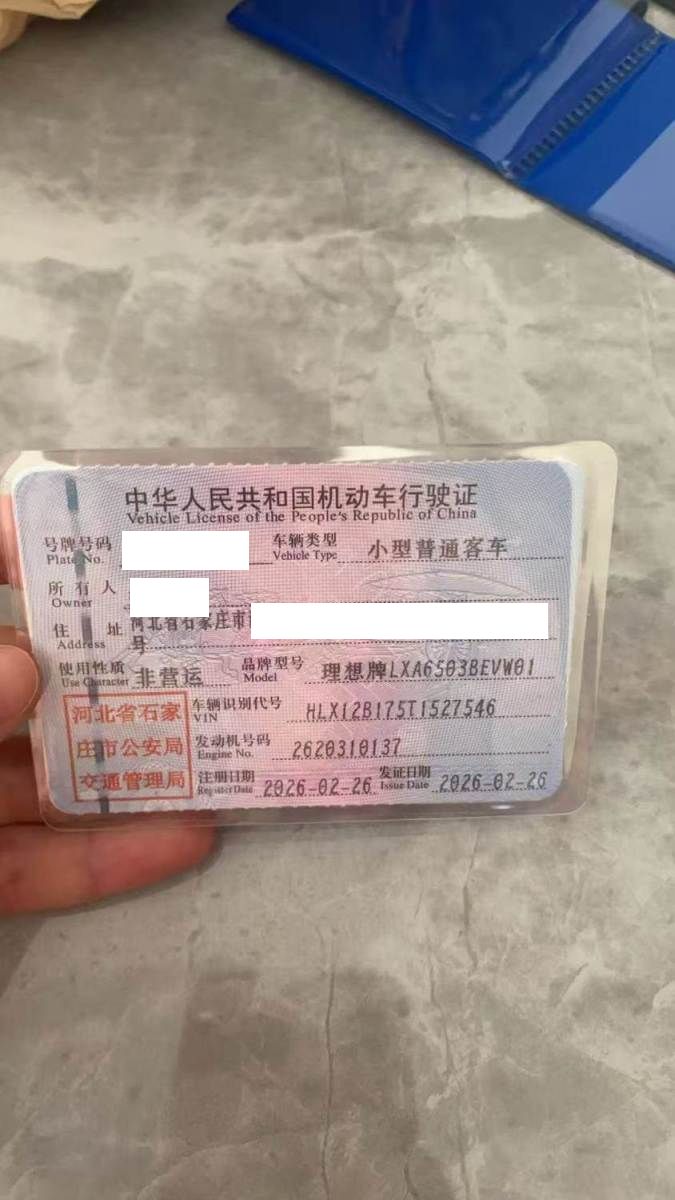 中华人民共和国机动车行驶证
Vehicle License of the People's Republic of China
号牌号码 车辆类型 小型普通客车
Plate No. Vehicle Type
所有人
Owner
住址 河北省石家庄市
Address 号
使用性质 非营运 品牌型号 理想牌LXA6503BEVW01
Use Character Model
河北省石家 车辆识别代号 HLX12B175T1527546
VIN
庄市公安局 发动机号码 2620310137
Engine No.
交通管理局 注册日期 2026-02-26 发证日期 2026-02-26
Register Date Issue Date